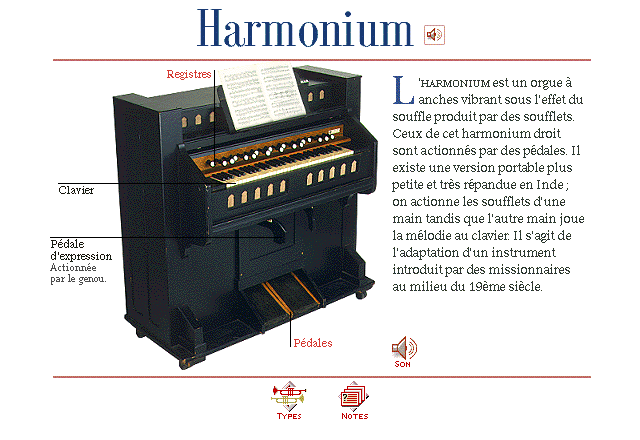 Harmonium
Registres
Clavier
Pédale
d'expression
Actionnée
par le genou.
Pédales
L'HARMONIUM est un orgue à
anches vibrant sous l'effet du
souffle produit par des soufflets.
Ceux de cet harmonium droit
sont actionnés par des pédales. Il
existe une version portable plus
petite et très répandue en Inde ;
on actionne les soufflets d'une
main tandis que l'autre main joue
la mélodie au clavier. Il s'agit de
l'adaptation d'un instrument
introduit par des missionnaires
au milieu du 19ème siècle.
SON
TYPES
NOTES